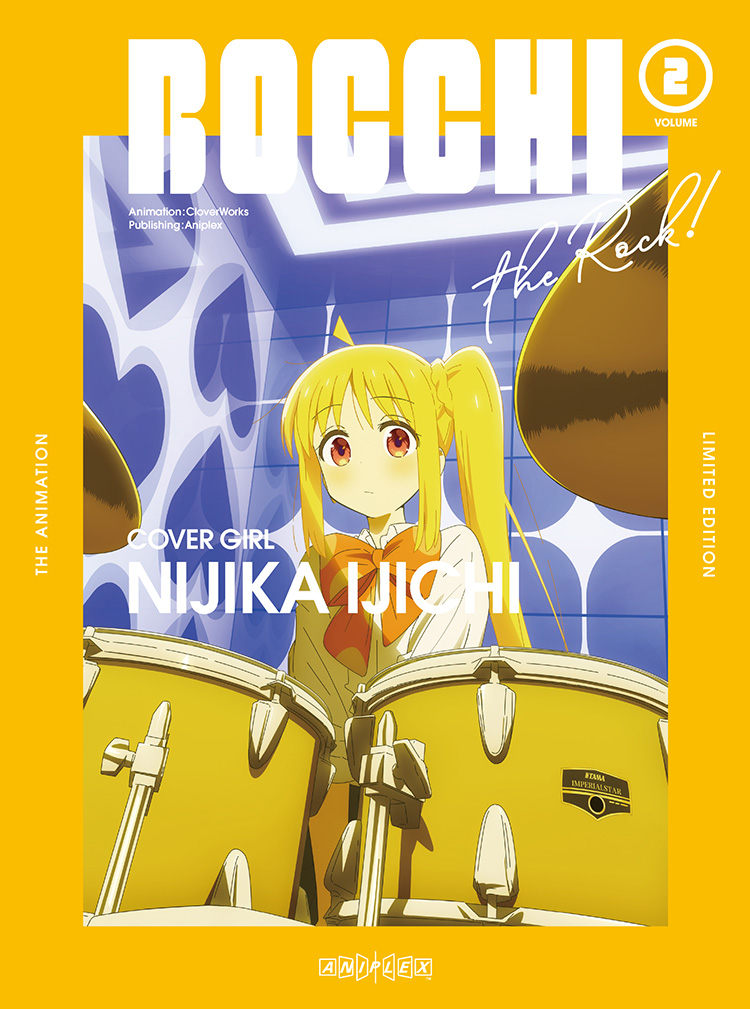 ROCCHI
2
VOLUME
the Rock!
Animation:CloverWorks
Publishing:Aniplex
THE ANIMATION
LIMITED EDITION
COVER GIRL
NIJIKA IJICHI
TAMA
IMPERIALSTAR
ANIPLEX